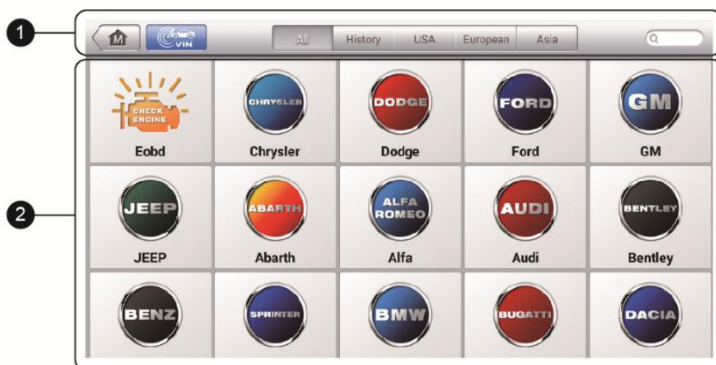 1
M VIN All History USA European Asia
2
CHECK ENGINE CHRYSLER DODGE FORD GM
Eobd Chrysler Dodge Ford GM
JEEP ABARTH ALFA ROMEO AUDI BENTLEY
JEEP Abarth Alfa Audi Bentley
BENZ SPRINTER BMW BUGATTI DACIA